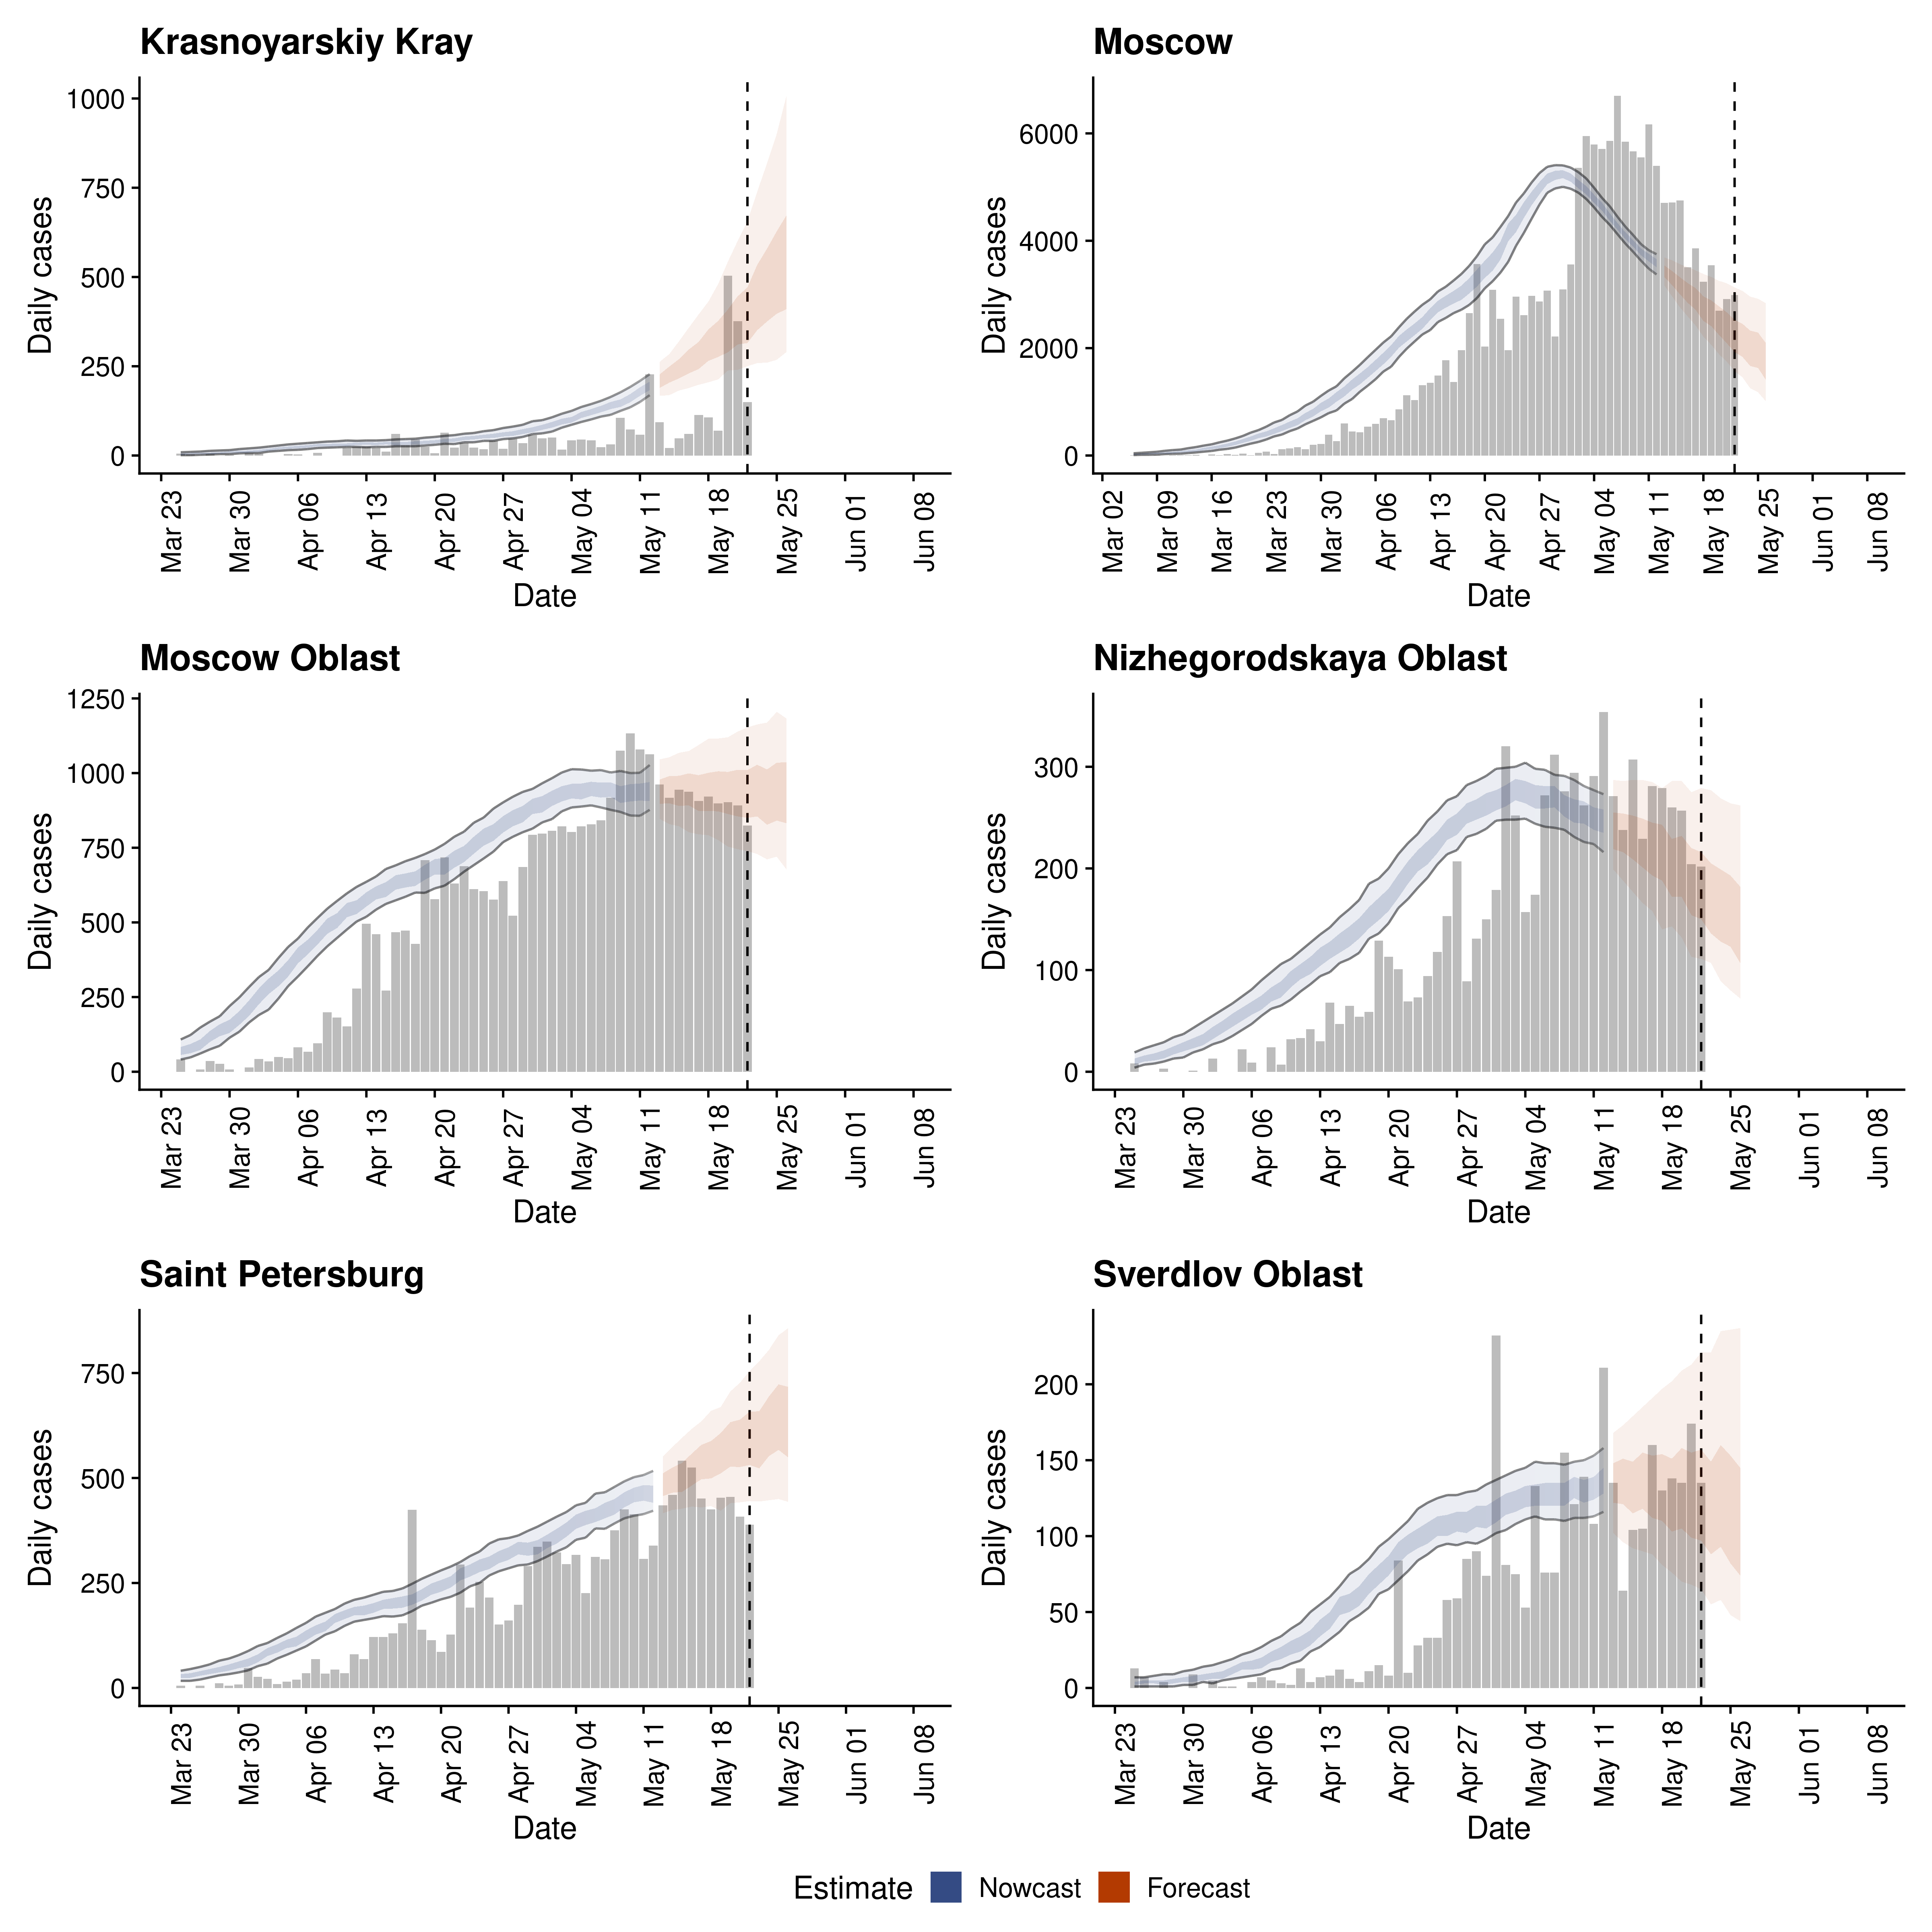 Krasnoyarskiy Kray
Daily cases
1000
750
500
250
0
Mar 23
Mar 30
Apr 06
Apr 13
Apr 20
Apr 27
May 04
May 11
May 18
May 25
Jun 01
Jun 08
Date
Moscow
Daily cases
6000
4000
2000
0
Mar 02
Mar 09
Mar 16
Mar 23
Mar 30
Apr 06
Apr 13
Apr 20
Apr 27
May 04
May 11
May 18
May 25
Jun 01
Jun 08
Date
Moscow Oblast
Daily cases
1250
1000
750
500
250
0
Mar 23
Mar 30
Apr 06
Apr 13
Apr 20
Apr 27
May 04
May 11
May 18
May 25
Jun 01
Jun 08
Date
Nizhegorodskaya Oblast
Daily cases
300
200
100
0
Mar 23
Mar 30
Apr 06
Apr 13
Apr 20
Apr 27
May 04
May 11
May 18
May 25
Jun 01
Jun 08
Date
Saint Petersburg
Daily cases
750
500
250
0
Mar 23
Mar 30
Apr 06
Apr 13
Apr 20
Apr 27
May 04
May 11
May 18
May 25
Jun 01
Jun 08
Date
Sverdlov Oblast
Daily cases
200
150
100
50
0
Mar 23
Mar 30
Apr 06
Apr 13
Apr 20
Apr 27
May 04
May 11
May 18
May 25
Jun 01
Jun 08
Date
Estimate Nowcast Forecast